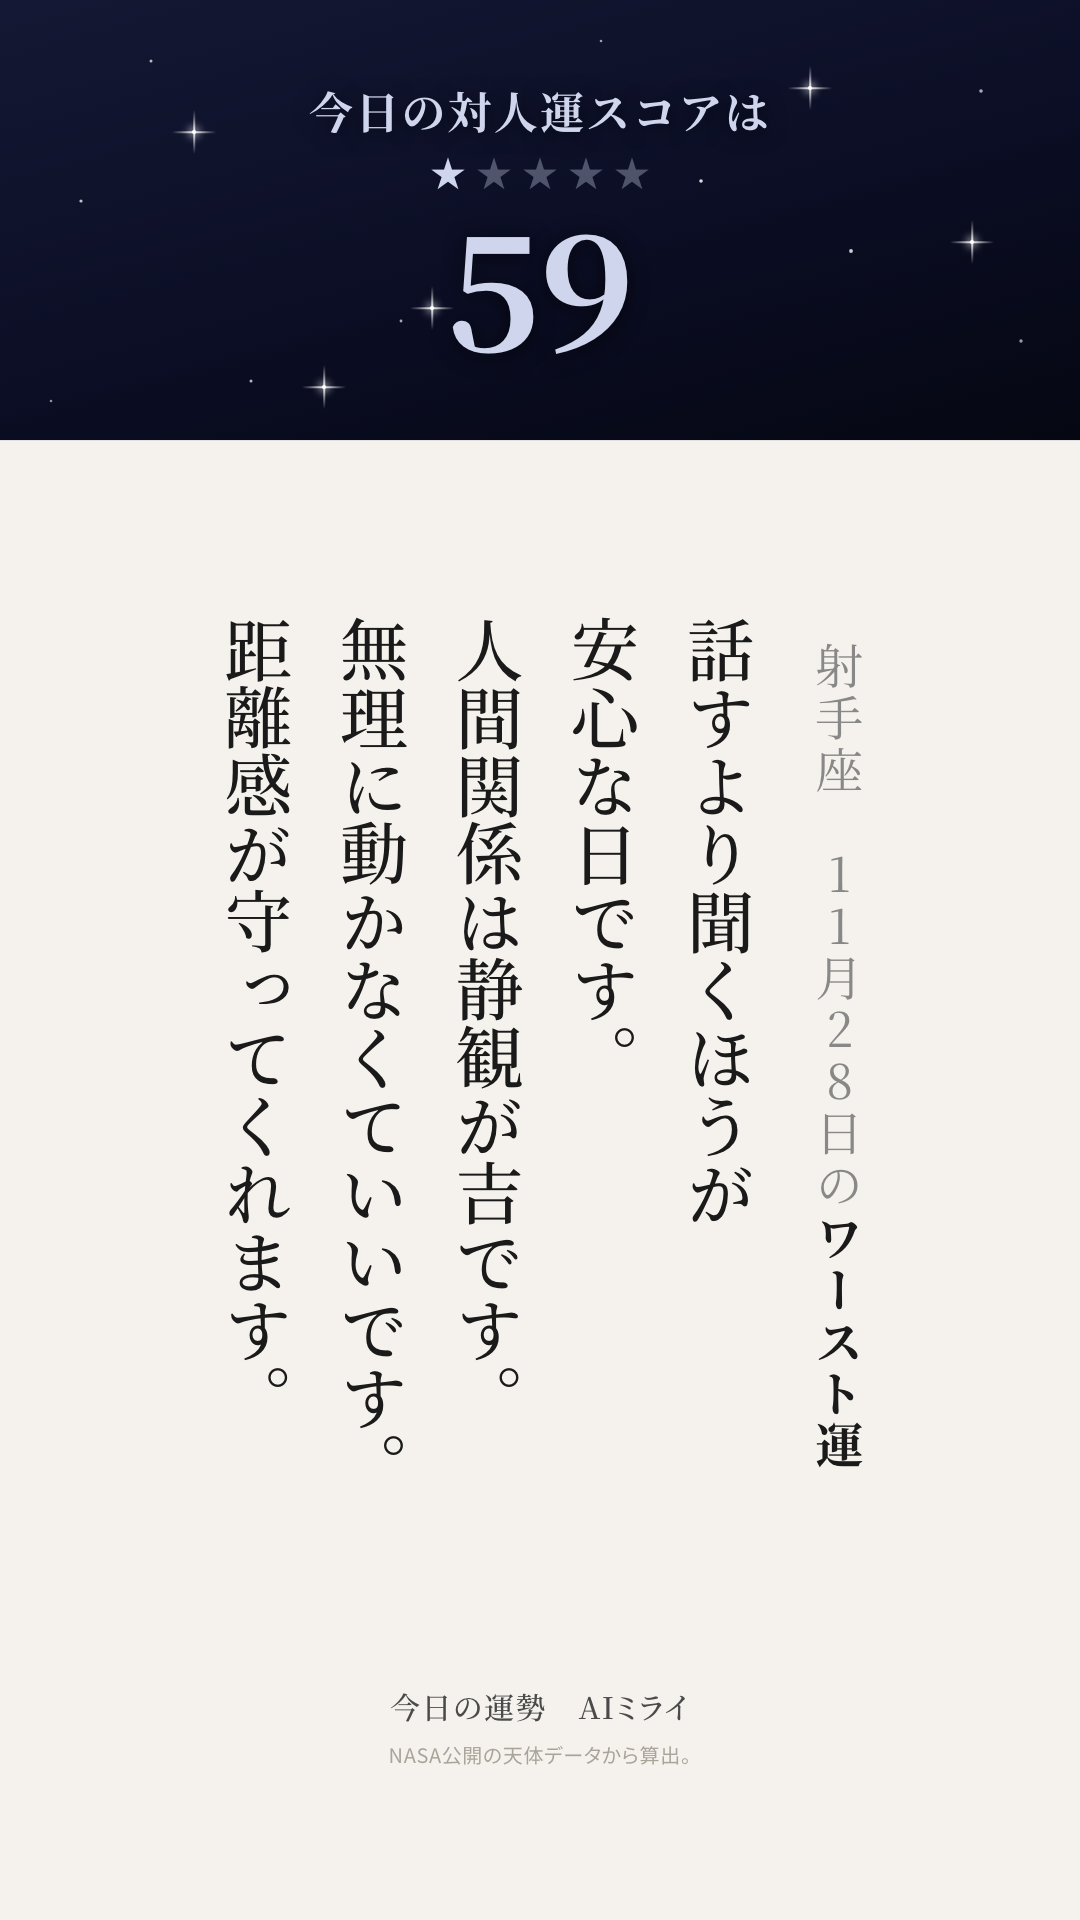 今日の対人運スコアは
★★★★★
59
射手座　11月28日のワースト運
話すより聞くほうが
安心な日です。
人間関係は静観が吉です。
無理に動かなくていいです。
距離感が守ってくれます。
今日の運勢　AIミライ
NASA公開の天体データから算出。